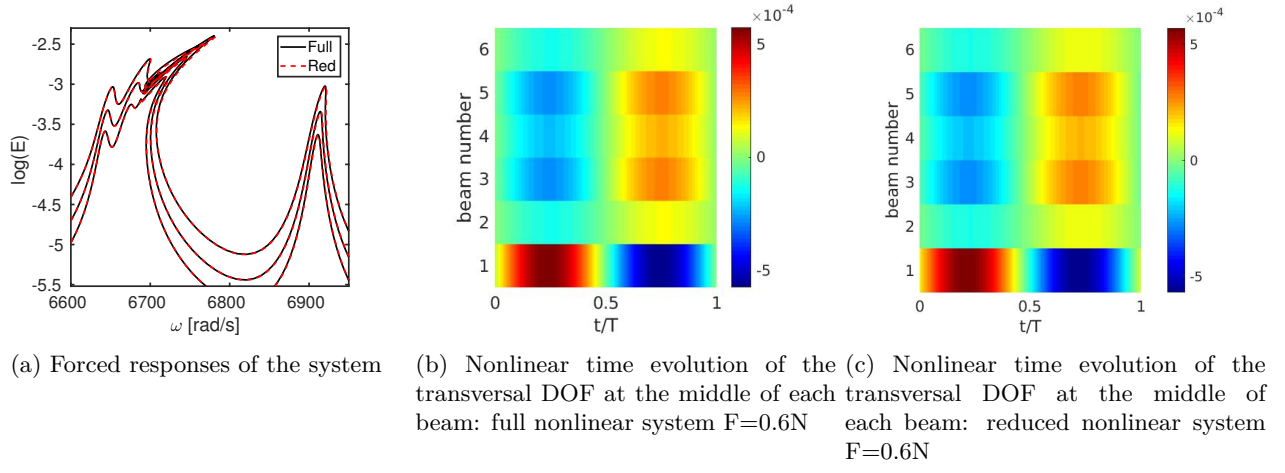 -2.5
-3
-3.5
-4
-4.5
-5
-5.5
log(E)
6600
6700
6800
6900
ω [rad/s]
Full
Red
6
5
4
3
2
1
beam number
0
0.5
1
t/T
×10⁻⁴
5
0
-5
6
5
4
3
2
1
beam number
0
0.5
1
t/T
×10⁻⁴
5
0
-5
(a) Forced responses of the system
(b) Nonlinear time evolution of the
transversal DOF at the middle of each
beam: full nonlinear system F=0.6N
(c) Nonlinear time evolution of the
transversal DOF at the middle of
each beam: reduced nonlinear system
F=0.6N